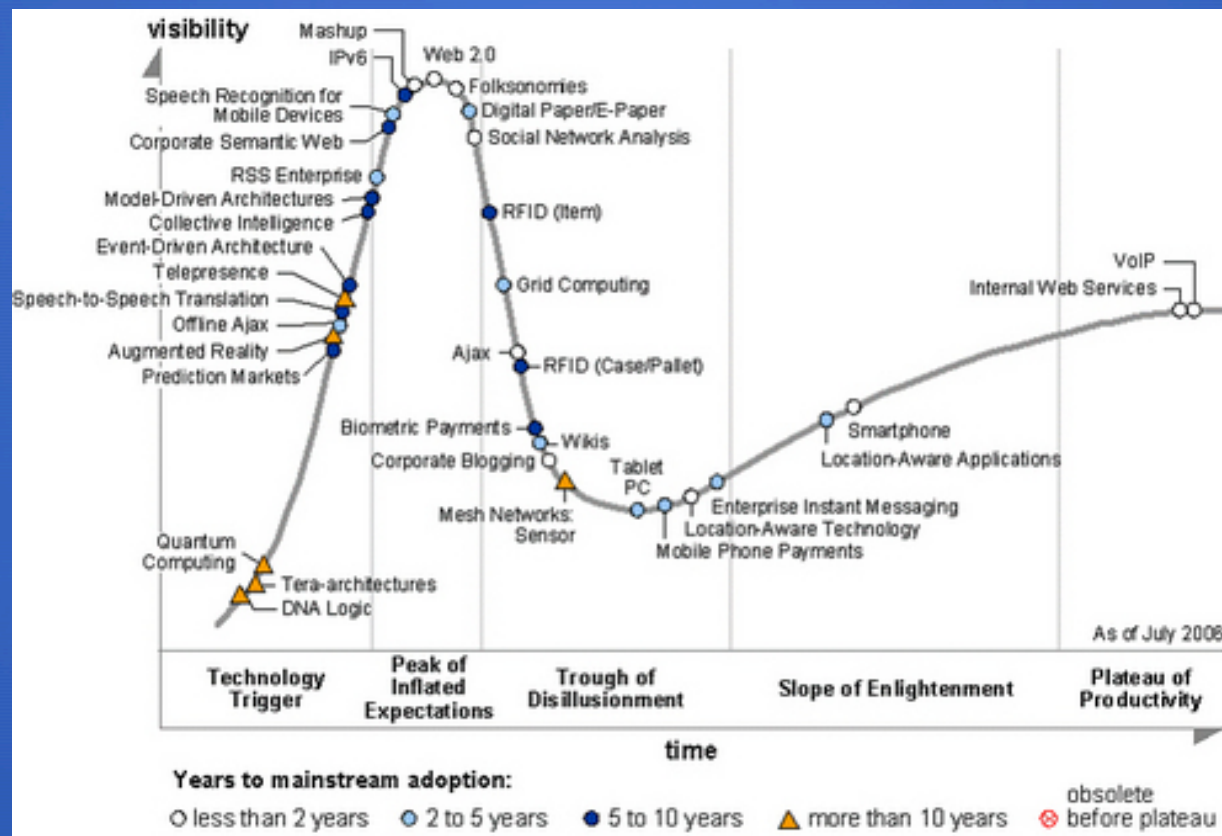 visibility
Mashup
IPv6
Web 2.0
Folksonomies
Speech Recognition for
Mobile Devices
Digital Paper/E-Paper
Corporate Semantic Web
Social Network Analysis
RSS Enterprise
Model-Driven Architectures
Collective Intelligence
RFID (Item)
Event-Driven Architecture
Telepresence
Speech-to-Speech Translation
Grid Computing
Offline Ajax
Augmented Reality
Prediction Markets
Ajax
RFID (Case/Pallet)
VoIP
Internal Web Services
Biometric Payments
Wikis
Corporate Blogging
Smartphone
Location-Aware Applications
Tablet
PC
Mesh Networks:
Sensor
Enterprise Instant Messaging
Location-Aware Technology
Mobile Phone Payments
Quantum
Computing
Tera-architectures
DNA Logic
As of July 2006
Technology
Trigger
Peak of
Inflated
Expectations
Trough of
Disillusionment
Slope of Enlightenment
Plateau of
Productivity
time
Years to mainstream adoption:
less than 2 years
2 to 5 years
5 to 10 years
more than 10 years
obsolete
before plateau